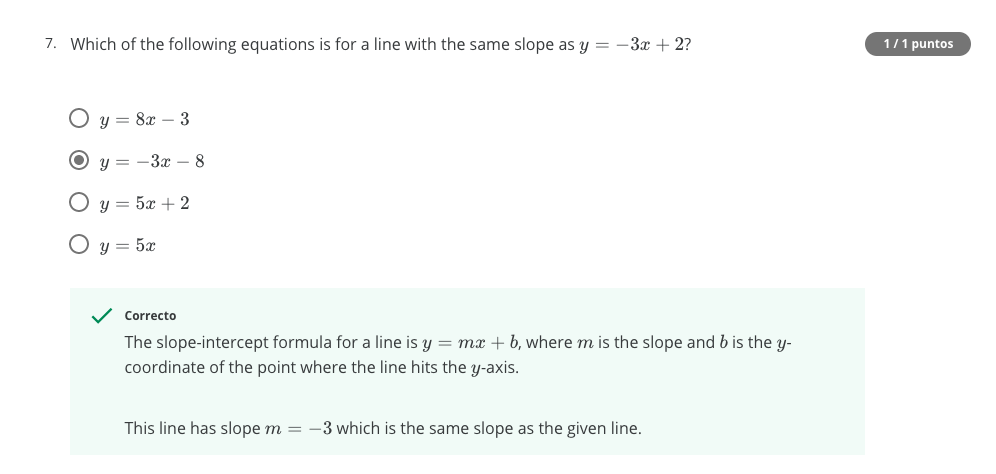 7. Which of the following equations is for a line with the same slope as y = −3x + 2?
1 / 1 puntos
y = 8x − 3
y = −3x − 8
y = 5x + 2
y = 5x
Correcto
The slope-intercept formula for a line is y = mx + b, where m is the slope and b is the y-
coordinate of the point where the line hits the y-axis.
This line has slope m = −3 which is the same slope as the given line.